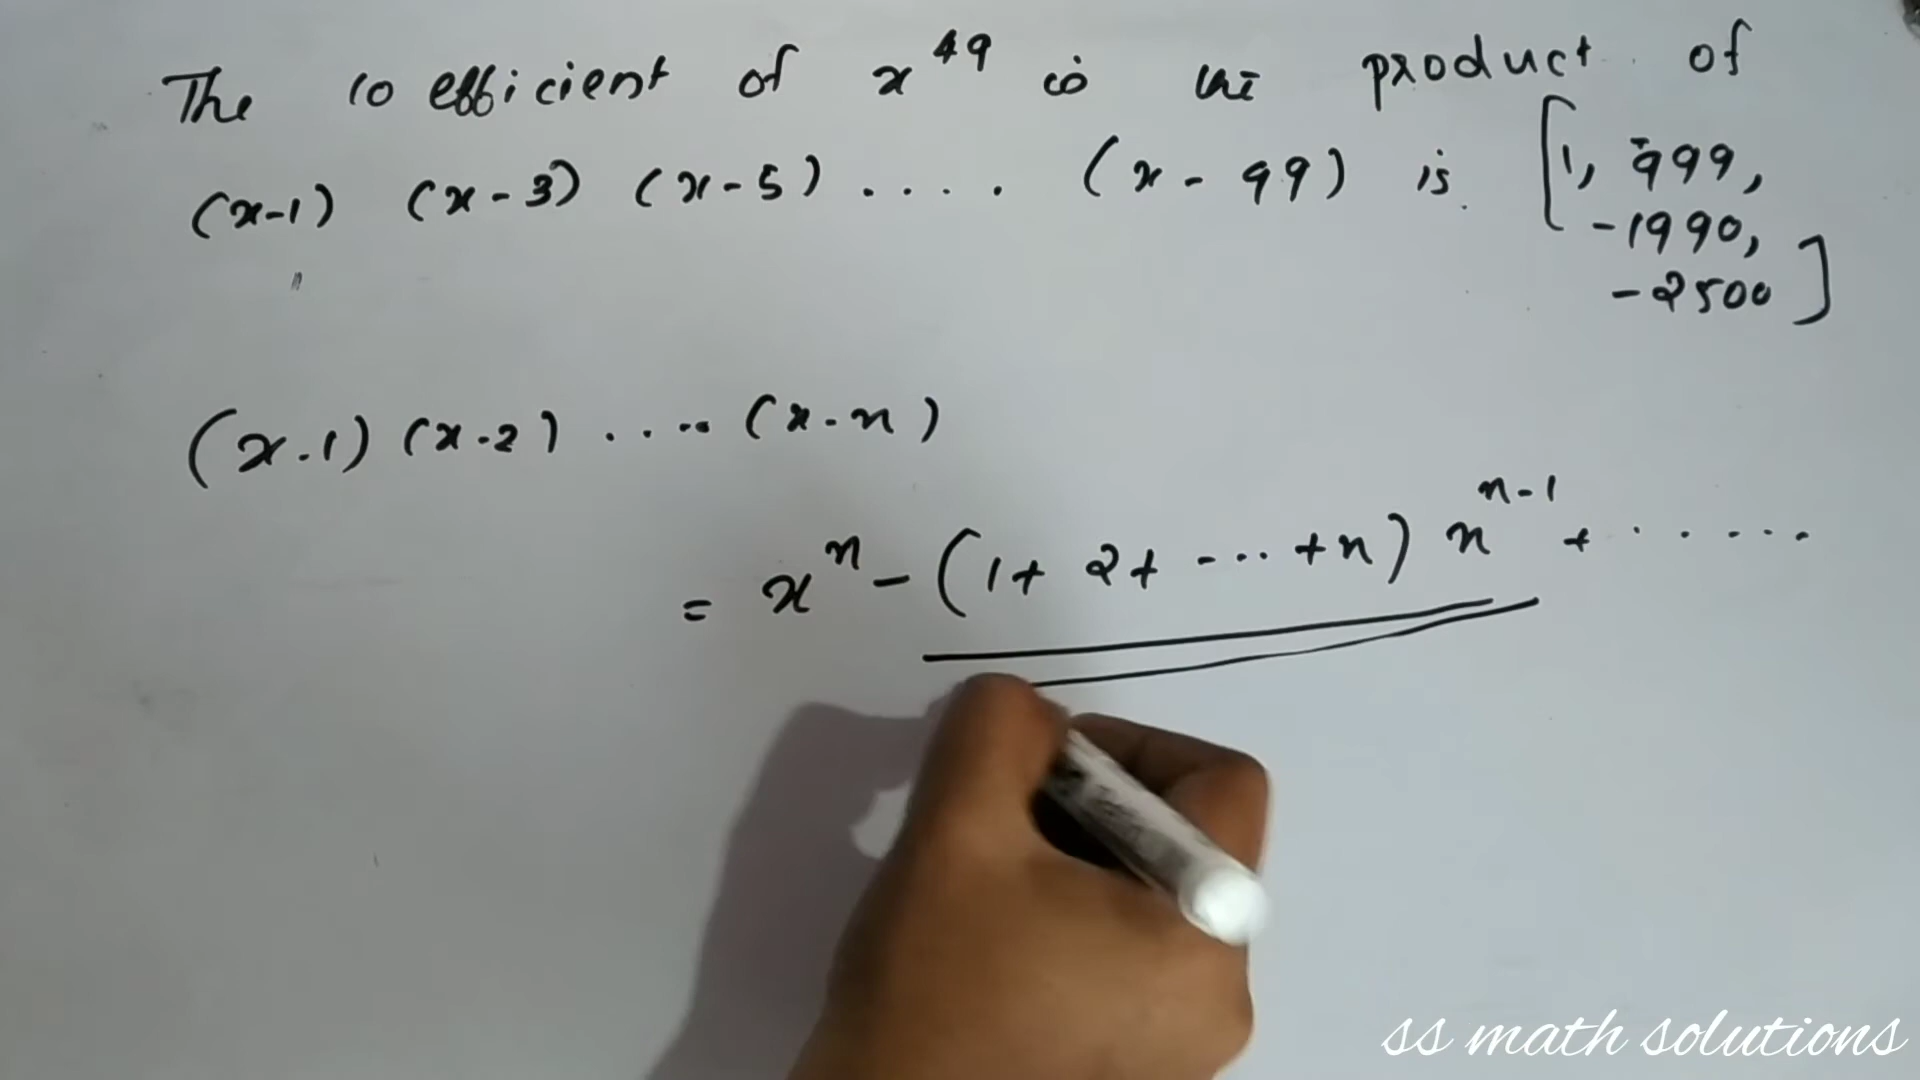 The coefficient of x^49 in the product of
(x-1) (x-3) (x-5) .... (x-99) is [1, -999,
-1990,
-2500]
(x-1) (x-2) ..... (x-n)
= x^n - (1+2+ ... +n) x^n-1 + .....
ss math solutions